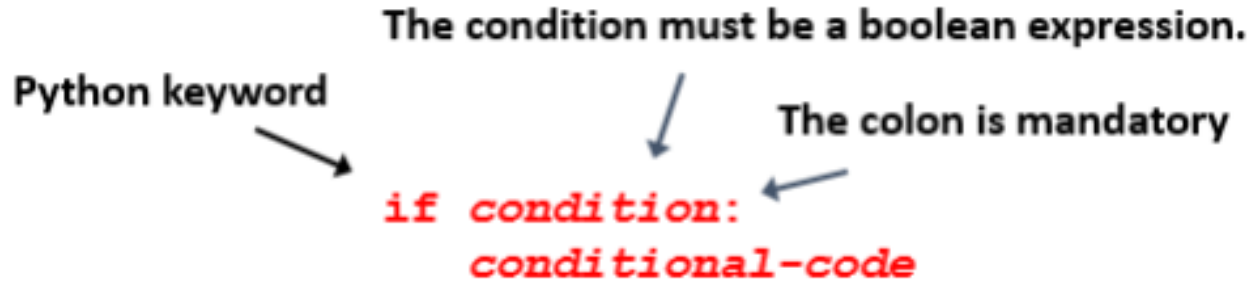 The condition must be a boolean expression.
Python keyword
The colon is mandatory
if condition:
conditional-code